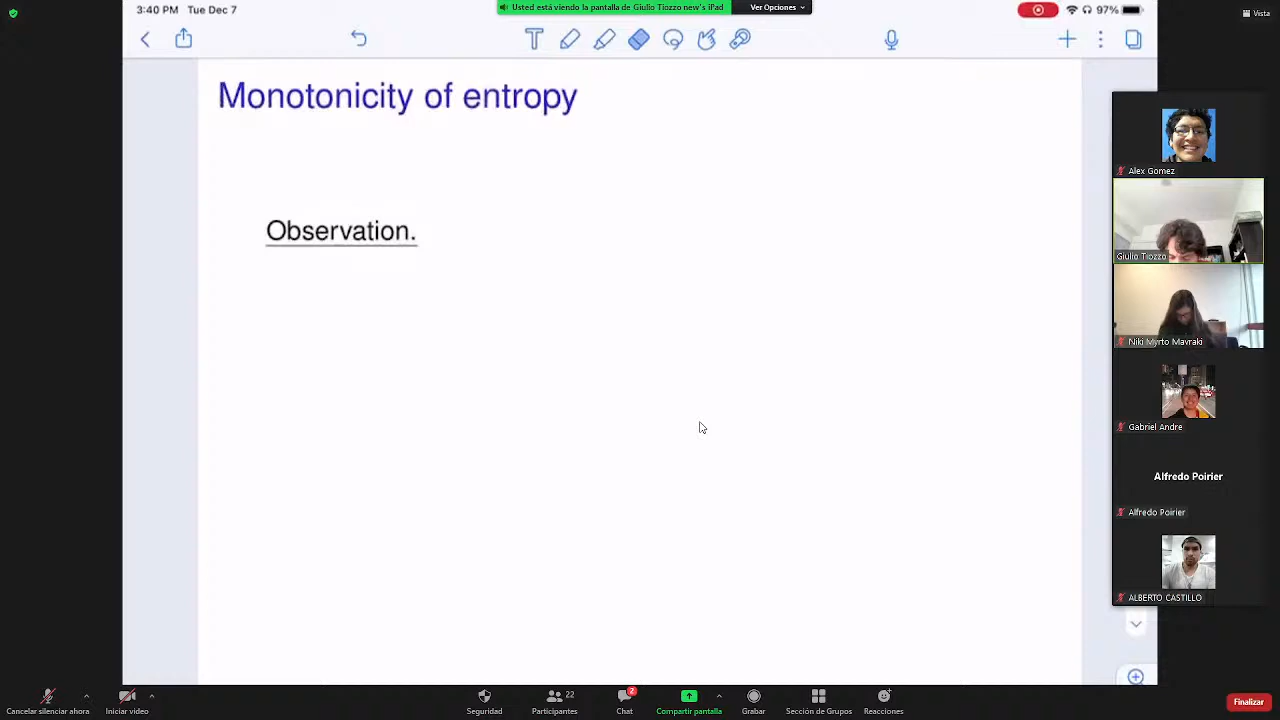 3:40 PM Tue Dec 7
Usted está viendo la pantalla de Giulio Tiozzo new's iPad
Ver Opciones
97%
Vista
Monotonicity of entropy
Observation.
Alex Gomez
Giulio Tiozzo
Niki Myrto Mavraki
Gabriel Andre
Alfredo Poirier
Alfredo Poirier
ALBERTO CASTILLO
Cancelar silenciar ahora
Iniciar video
Seguridad
22
Participantes
2
Chat
Compartir pantalla
Grabar
Sección de Grupos
Reacciones
Finalizar